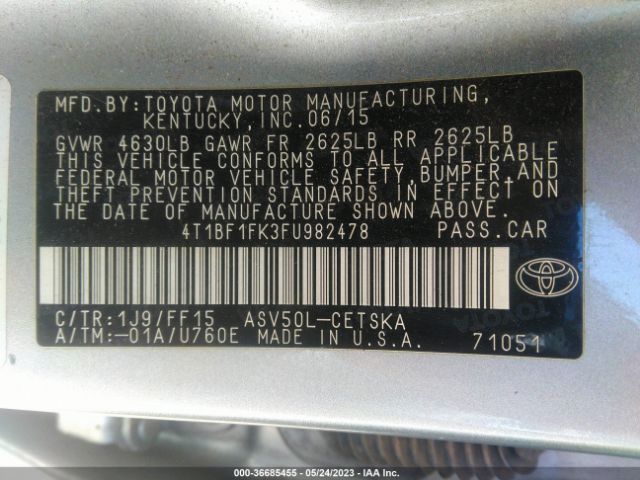 MFD.BY:TOYOTA MOTOR MANUFACTURING,
KENTUCKY,INC.06/15
GVWR 4630LB GAWR FR 2625LB RR 2625LB
THIS VEHICLE CONFORMS TO ALL APPLICABLE
FEDERAL MOTOR VEHICLE SAFETY,BUMPER,AND
THEFT PREVENTION STANDARDS IN EFFECT ON
THE DATE OF MANUFACTURE SHOWN ABOVE.
4T1BF1FK3FU982478 PASS.CAR
C/TR:1J9/FF15 ASV50L-CETSKA
A/TM:-01A/U760E MADE IN U.S.A. 71051
000-36685455 - 05/24/2023 - IAA Inc.